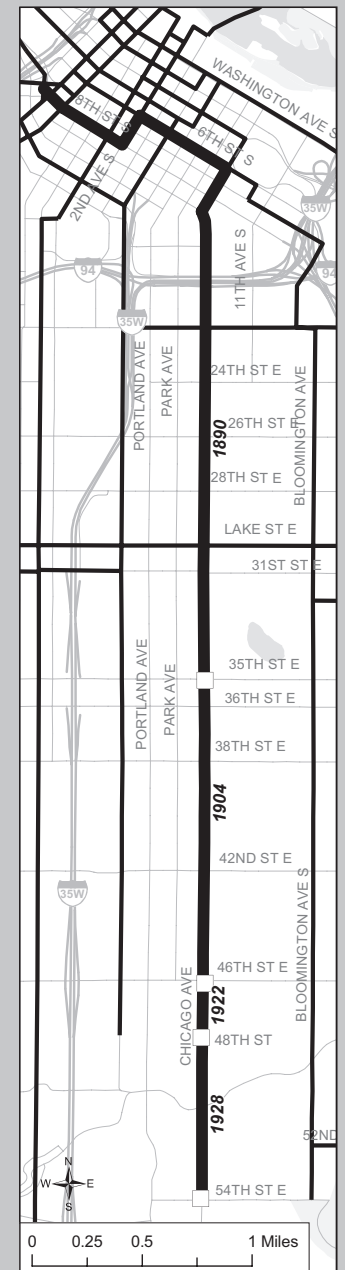 WASHINGTON AVE S
8TH ST S
6TH ST S
2ND AVE S
35W
94
94
11TH AVE S
35W
PORTLAND AVE
PARK AVE
24TH ST E
BLOOMINGTON AVE
1890
26TH ST E
28TH ST E
LAKE ST E
31ST ST E
PORTLAND AVE
PARK AVE
35TH ST E
36TH ST E
38TH ST E
1904
42ND ST E
35W
BLOOMINGTON AVE S
46TH ST E
CHICAGO AVE
1922
48TH ST
1928
52ND
N
W
E
S
54TH ST E
0 0.25 0.5 1 Miles